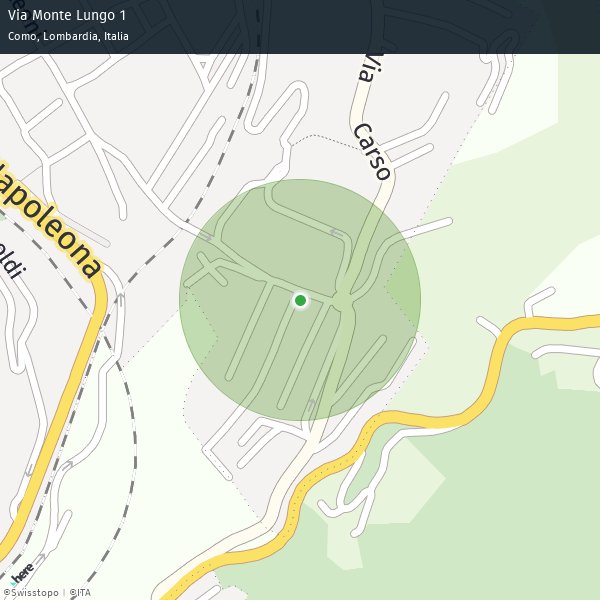 Via Monte Lungo 1
Como, Lombardia, Italia
Via
Carso
Napoleona
oldi
here
©Swisstopo | ©ITA